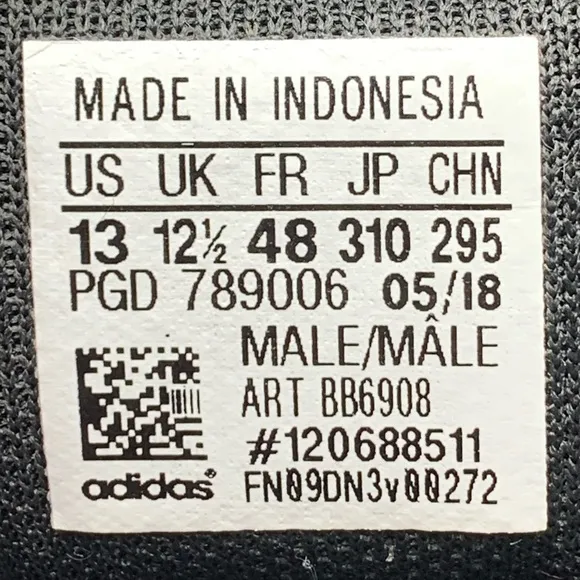 MADE IN INDONESIA
US UK FR JP CHN
13 12½ 48 310 295
PGD 789006 05/18
MALE/MÂLE
ART BB6908
#120688511
adidas® FN09DN3v00272